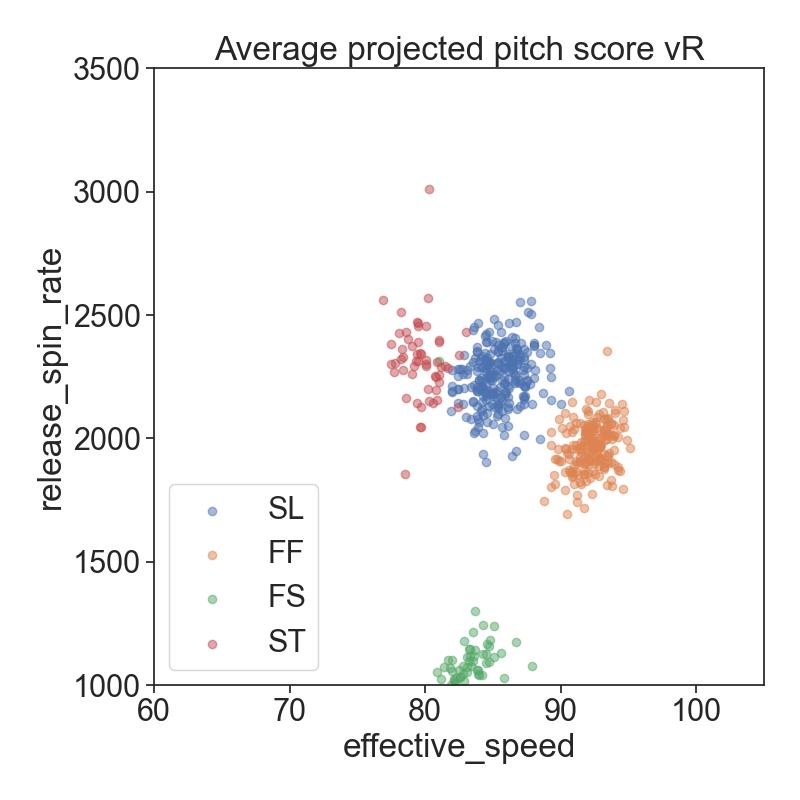 Average projected pitch score vR
release_spin_rate
3500
3000
2500
2000
1500
1000
SL
FF
FS
ST
60
70
80
90
100
effective_speed